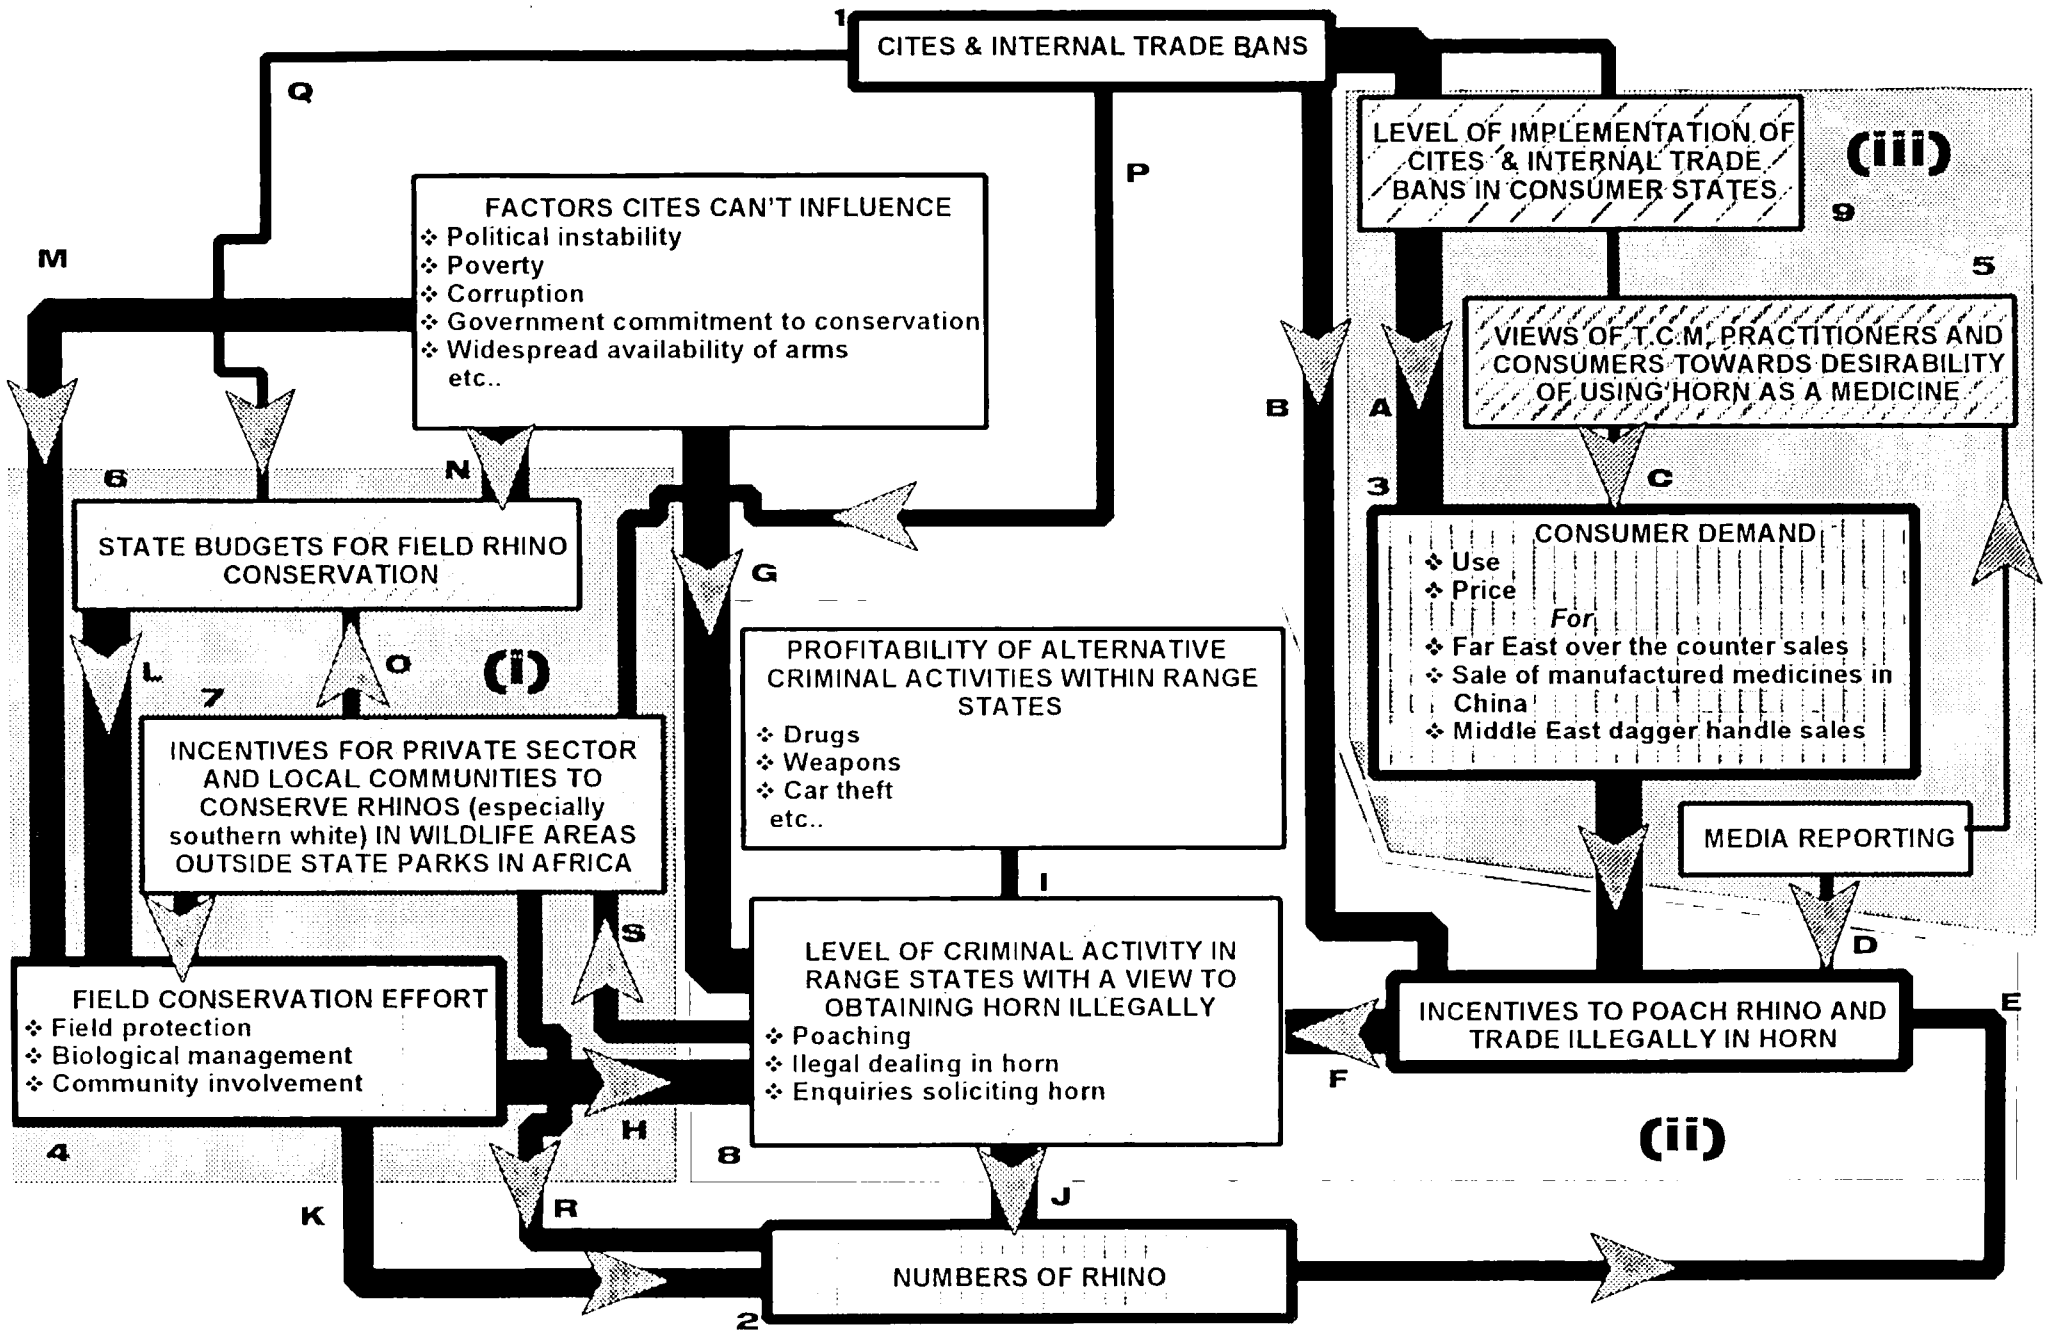 1
CITES & INTERNAL TRADE BANS
Q
P
LEVEL OF IMPLEMENTATION OF
CITES & INTERNAL TRADE
BANS IN CONSUMER STATES
(iii)
9
5
M
FACTORS CITES CAN'T INFLUENCE
❖ Political instability
❖ Poverty
❖ Corruption
❖ Government commitment to conservation
❖ Widespread availability of arms
etc..
VIEWS OF T.C.M. PRACTITIONERS AND
CONSUMERS TOWARDS DESIRABILITY
OF USING HORN AS A MEDICINE
B
A
N
C
6
3
STATE BUDGETS FOR FIELD RHINO
CONSERVATION
G
CONSUMER DEMAND
❖ Use
❖ Price
For
❖ Far East over the counter sales
❖ Sale of manufactured medicines in
China
❖ Middle East dagger handle sales
L
O
(i)
7
PROFITABILITY OF ALTERNATIVE
CRIMINAL ACTIVITIES WITHIN RANGE
STATES
❖ Drugs
❖ Weapons
❖ Car theft
etc..
INCENTIVES FOR PRIVATE SECTOR
AND LOCAL COMMUNITIES TO
CONSERVE RHINOS (especially
southern white) IN WILDLIFE AREAS
OUTSIDE STATE PARKS IN AFRICA
MEDIA REPORTING
I
S
D
LEVEL OF CRIMINAL ACTIVITY IN
RANGE STATES WITH A VIEW TO
OBTAINING HORN ILLEGALLY
❖ Poaching
❖ Ilegal dealing in horn
❖ Enquiries soliciting horn
FIELD CONSERVATION EFFORT
❖ Field protection
❖ Biological management
❖ Community involvement
INCENTIVES TO POACH RHINO AND
TRADE ILLEGALLY IN HORN
E
F
H
4
8
(ii)
K
R
J
NUMBERS OF RHINO
2